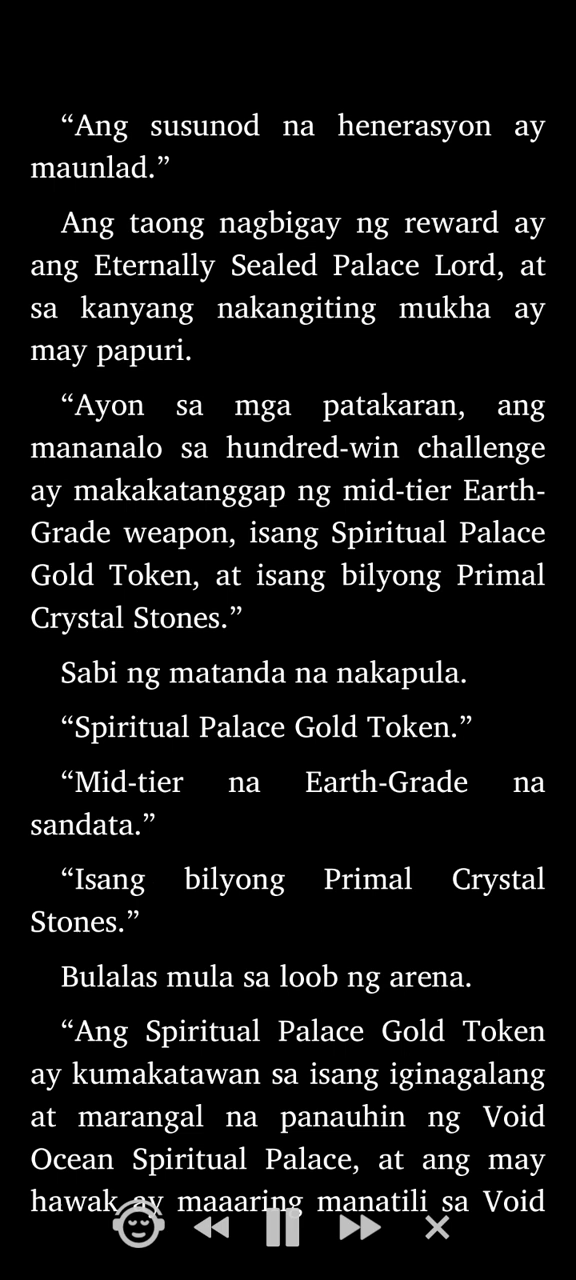 “Ang susunod na henerasyon ay
maunlad.”
Ang taong nagbigay ng reward ay
ang Eternally Sealed Palace Lord, at
sa kanyang nakangiting mukha ay
may papuri.
“Ayon sa mga patakaran, ang
mananalo sa hundred-win challenge
ay makakatanggap ng mid-tier Earth-
Grade weapon, isang Spiritual Palace
Gold Token, at isang bilyong Primal
Crystal Stones.”
Sabi ng matanda na nakapula.
“Spiritual Palace Gold Token.”
“Mid-tier na Earth-Grade na
sandata.”
“Isang bilyong Primal Crystal
Stones.”
Bulalas mula sa loob ng arena.
“Ang Spiritual Palace Gold Token
ay kumakatawan sa isang iginagalang
at marangal na panauhin ng Void
Ocean Spiritual Palace, at ang may
hawak ay maaaring manatili sa Void